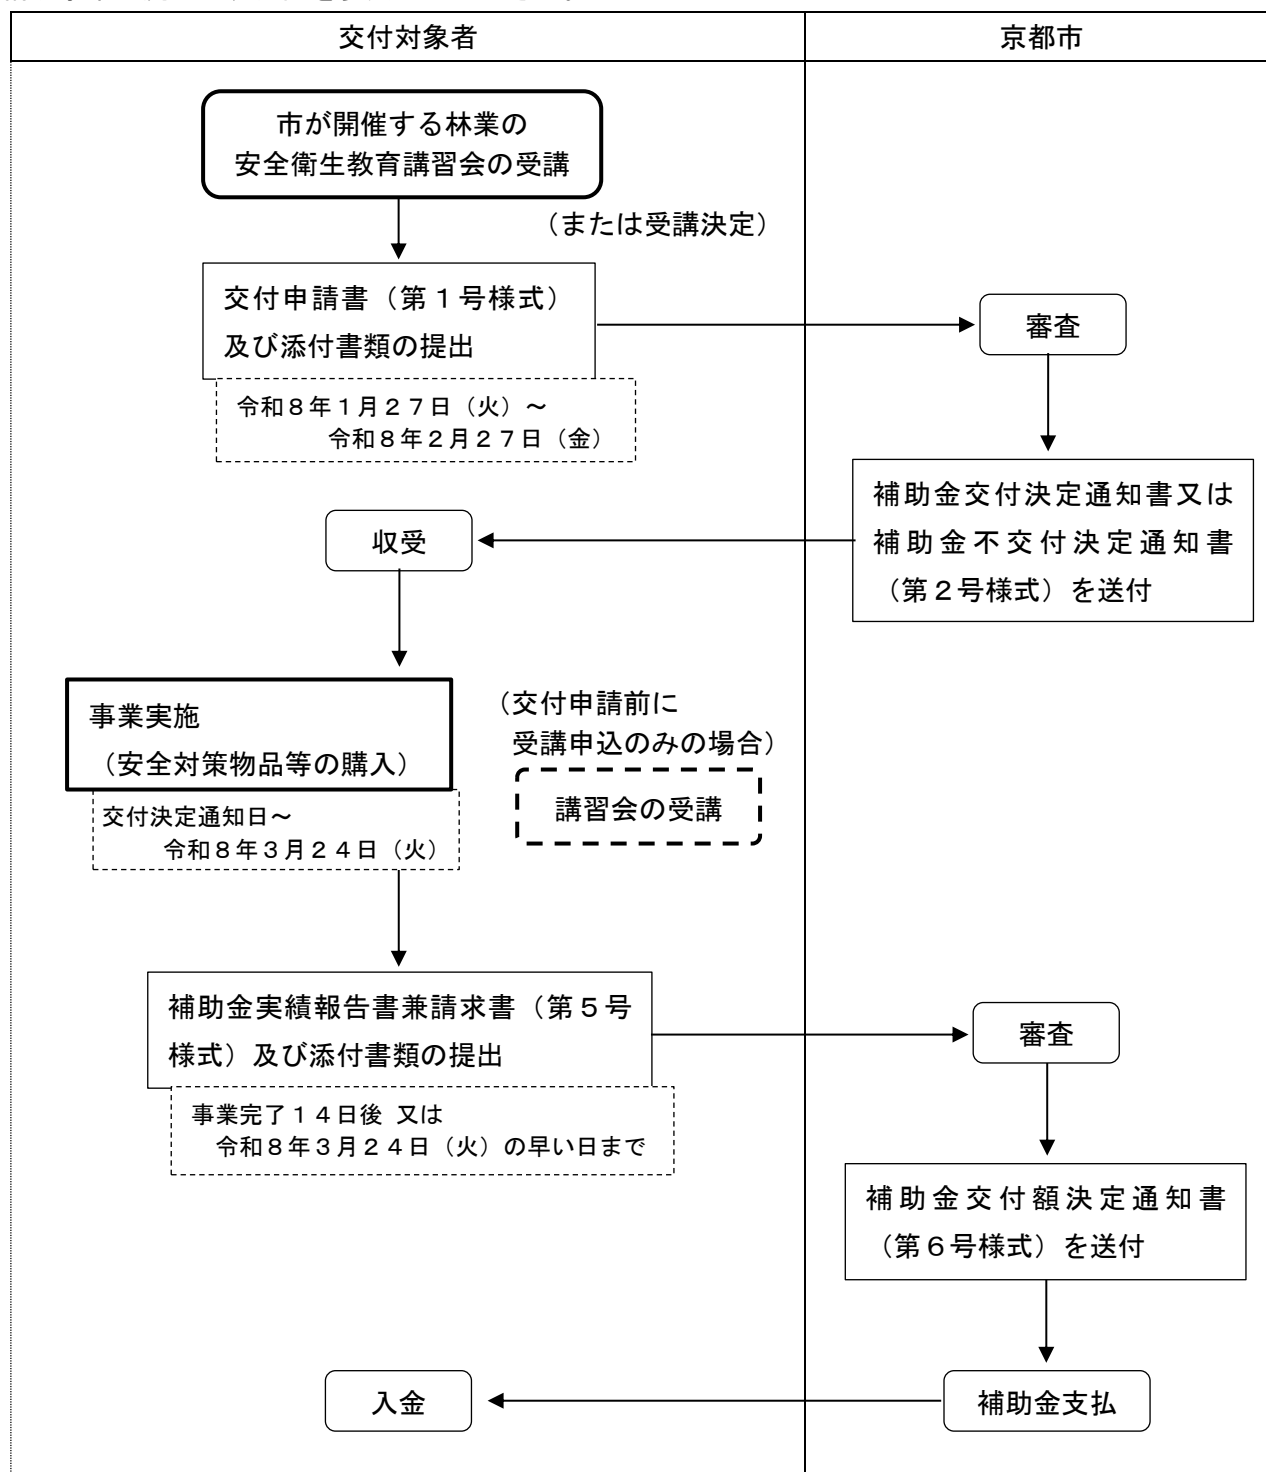 交付対象者
京都市
市が開催する林業の
安全衛生教育講習会の受講
（または受講決定）
交付申請書（第１号様式）
及び添付書類の提出
審査
令和８年１月２７日（火）～
令和８年２月２７日（金）
補助金交付決定通知書又は
補助金不交付決定通知書
（第２号様式）を送付
収受
事業実施
（安全対策物品等の購入）
（交付申請前に
受講申込のみの場合）
講習会の受講
交付決定通知日～
令和８年３月２４日（火）
補助金実績報告書兼請求書（第５号
様式）及び添付書類の提出
審査
事業完了１４日後 又は
令和８年３月２４日（火）の早い日まで
補助金交付額決定通知書
（第６号様式）を送付
入金
補助金支払